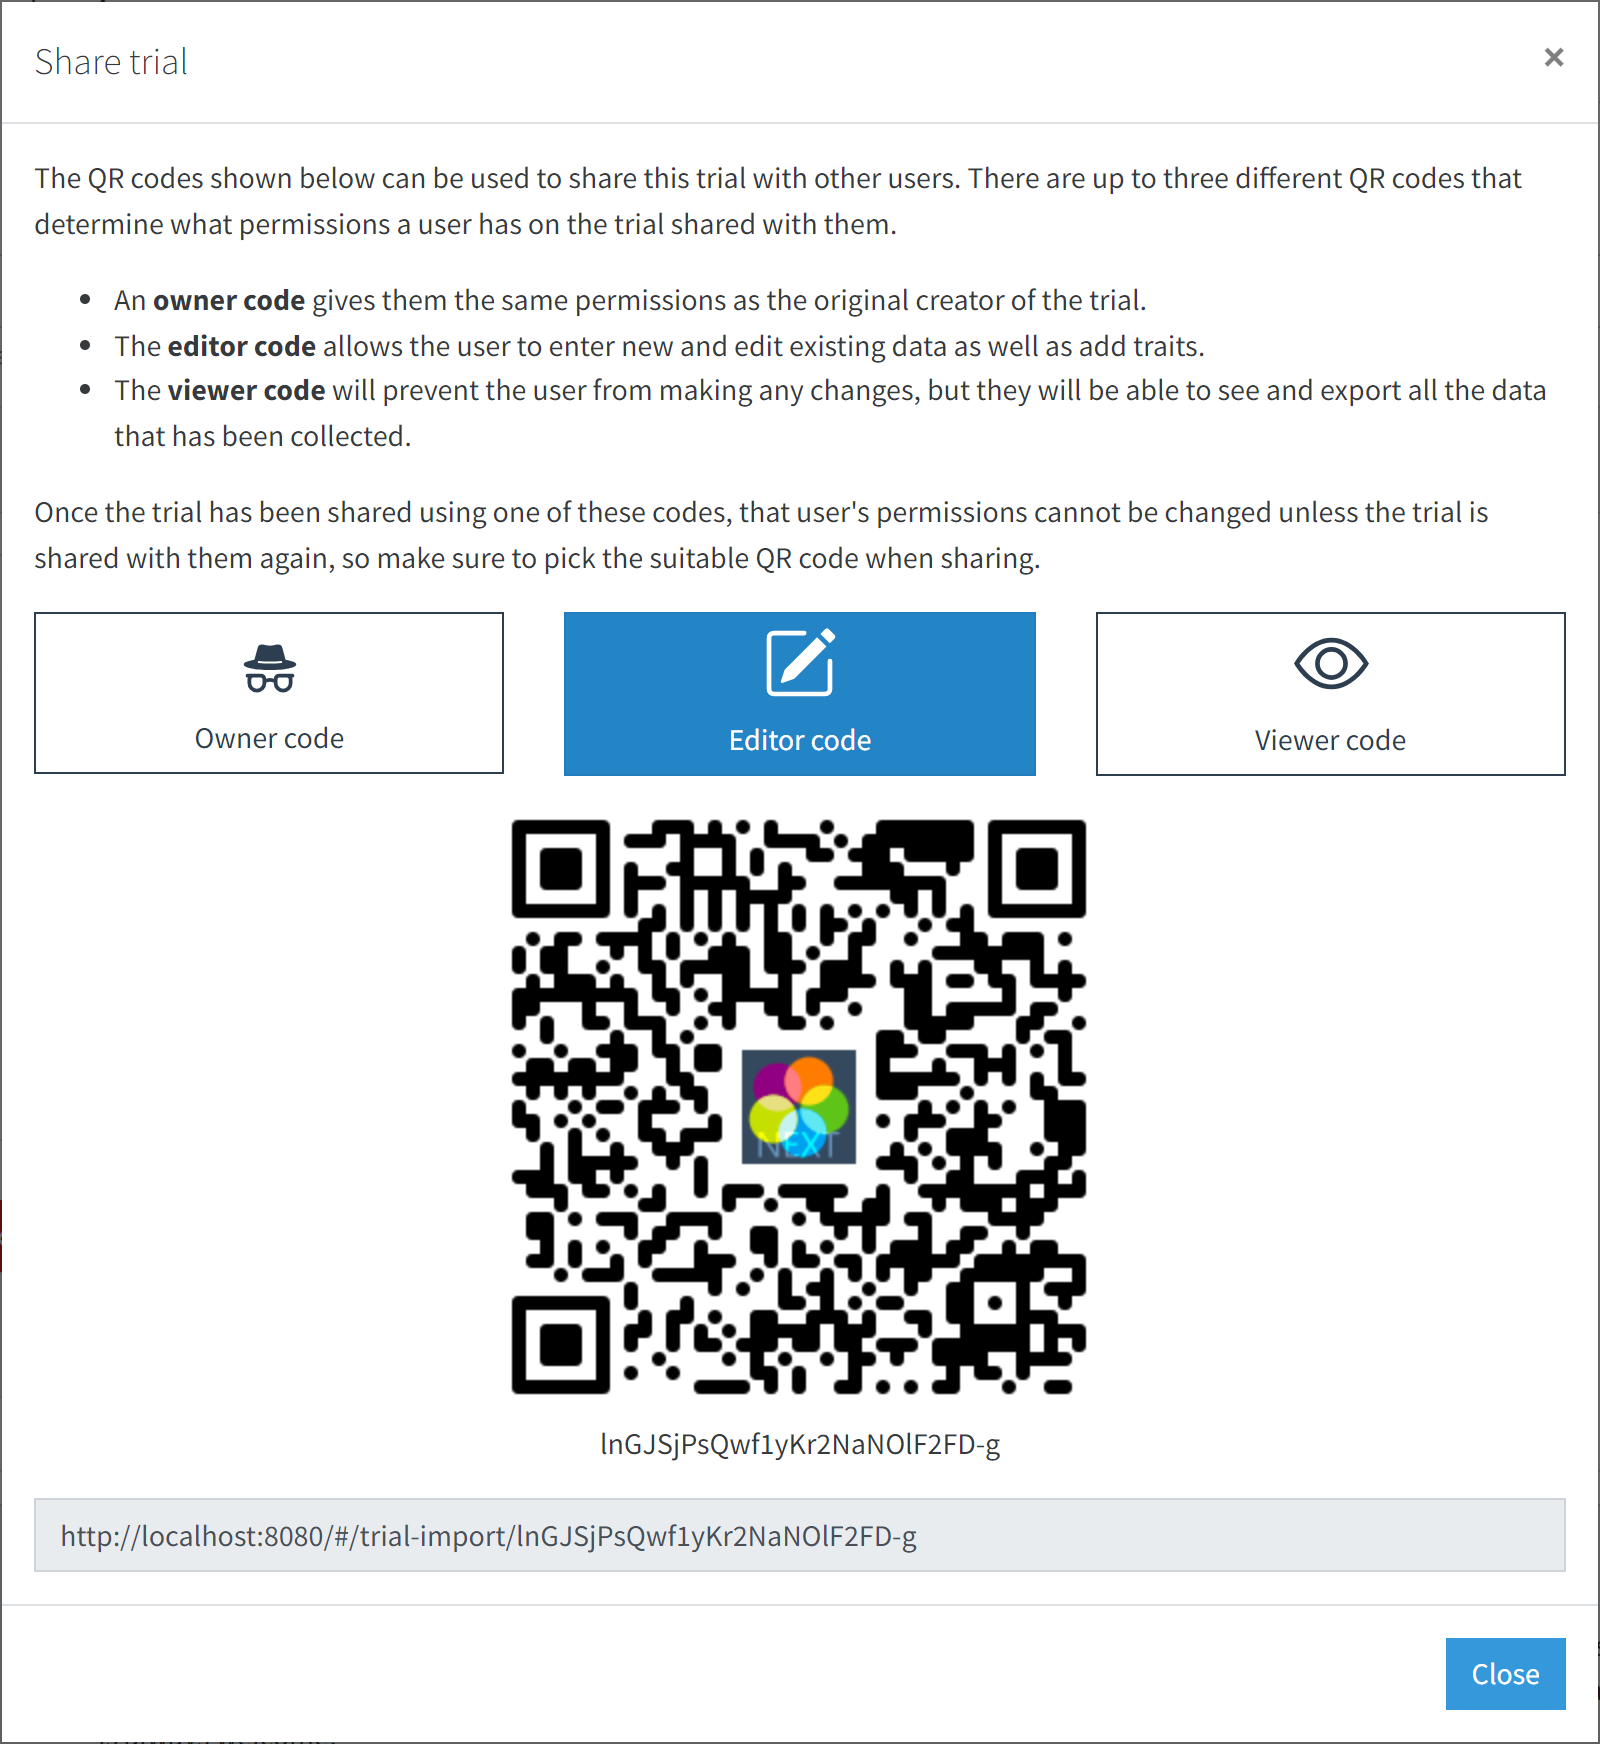 Share trial
×
The QR codes shown below can be used to share this trial with other users. There are up to three different QR codes that
determine what permissions a user has on the trial shared with them.
• An owner code gives them the same permissions as the original creator of the trial.
• The editor code allows the user to enter new and edit existing data as well as add traits.
• The viewer code will prevent the user from making any changes, but they will be able to see and export all the data
that has been collected.
Once the trial has been shared using one of these codes, that user's permissions cannot be changed unless the trial is
shared with them again, so make sure to pick the suitable QR code when sharing.
Owner code
Editor code
Viewer code
NEXT
lnGJSjPsQwf1yKr2NaNOlF2FD-g
http://localhost:8080/#/trial-import/lnGJSjPsQwf1yKr2NaNOlF2FD-g
Close